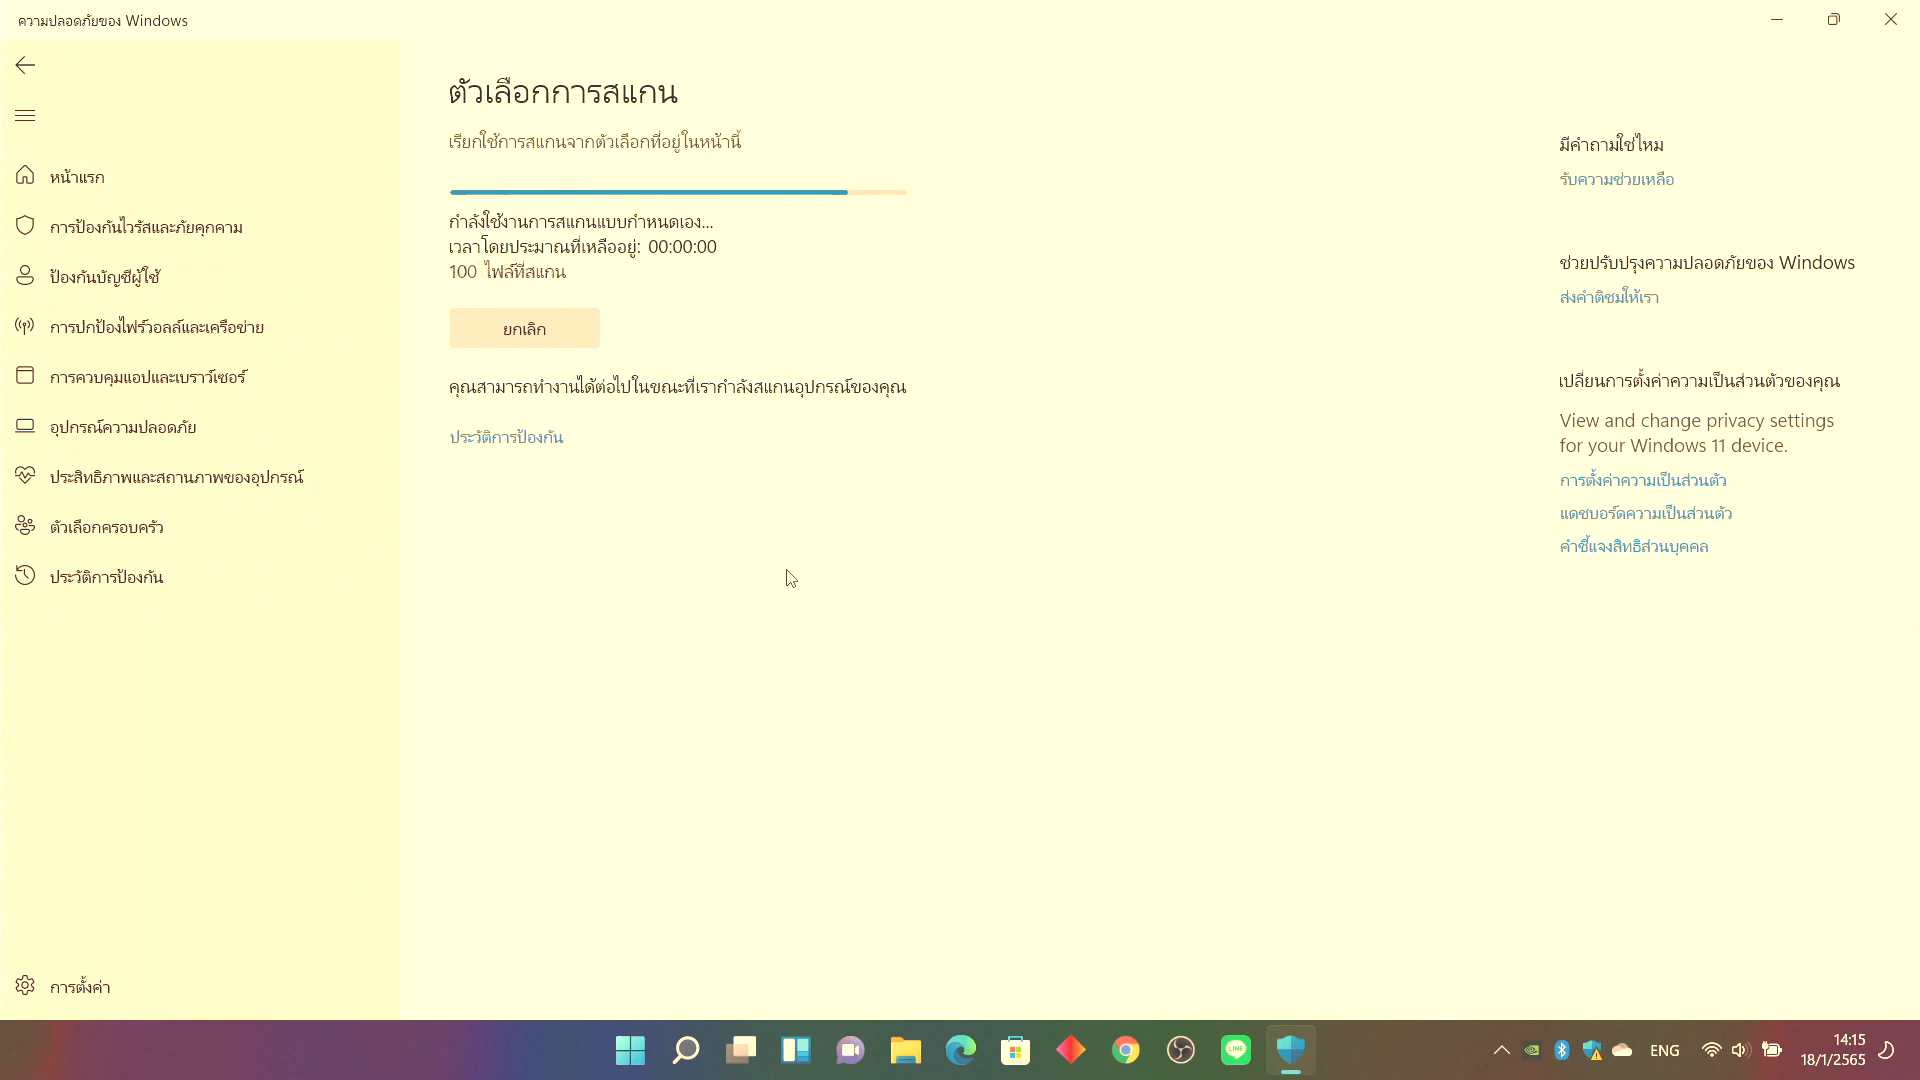 ความปลอดภัยของ Windows
หน้าแรก
การป้องกันไวรัสและภัยคุกคาม
ป้องกันบัญชีผู้ใช้
การปกป้องไฟร์วอลล์และเครือข่าย
การควบคุมแอปและเบราว์เซอร์
อุปกรณ์ความปลอดภัย
ประสิทธิภาพและสถานภาพของอุปกรณ์
ตัวเลือกครอบครัว
ประวัติการป้องกัน
การตั้งค่า
ตัวเลือกการสแกน
เรียกใช้การสแกนจากตัวเลือกที่อยู่ในหน้านี้
กำลังใช้งานการสแกนแบบกำหนดเอง...
เวลาโดยประมาณที่เหลืออยู่: 00:00:00
100 ไฟล์ที่สแกน
ยกเลิก
คุณสามารถทำงานได้ต่อไปในขณะที่เรากำลังสแกนอุปกรณ์ของคุณ
ประวัติการป้องกัน
มีคำถามใช่ไหม
รับความช่วยเหลือ
ช่วยปรับปรุงความปลอดภัยของ Windows
ส่งคำติชมให้เรา
เปลี่ยนการตั้งค่าความเป็นส่วนตัวของคุณ
View and change privacy settings
for your Windows 11 device.
การตั้งค่าความเป็นส่วนตัว
แดชบอร์ดความเป็นส่วนตัว
คำชี้แจงสิทธิส่วนบุคคล
LINE
ENG
14:15
18/1/2565